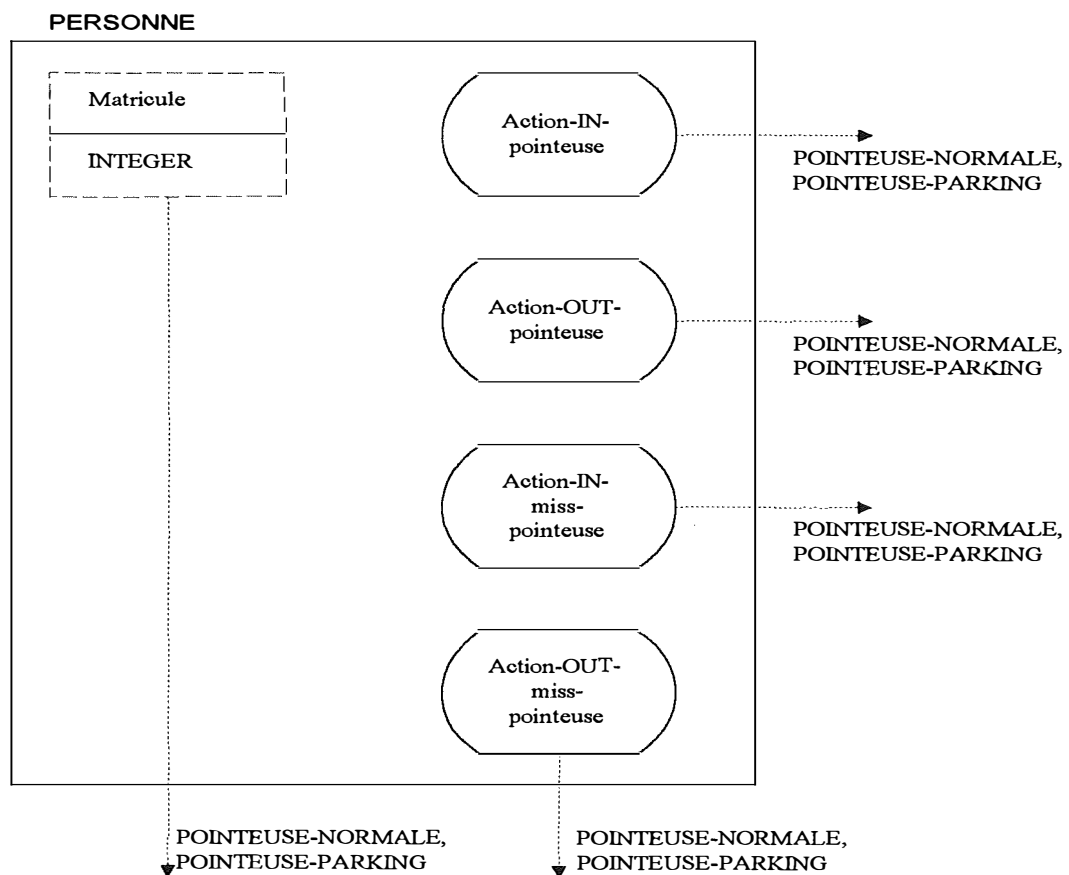 PERSONNE
Matricule
INTEGER
Action-IN-
pointeuse
POINTEUSE-NORMALE,
POINTEUSE-PARKING
Action-OUT-
pointeuse
POINTEUSE-NORMALE,
POINTEUSE-PARKING
Action-IN-
miss-
pointeuse
POINTEUSE-NORMALE,
POINTEUSE-PARKING
Action-OUT-
miss-
pointeuse
POINTEUSE-NORMALE,
POINTEUSE-PARKING
POINTEUSE-NORMALE,
POINTEUSE-PARKING